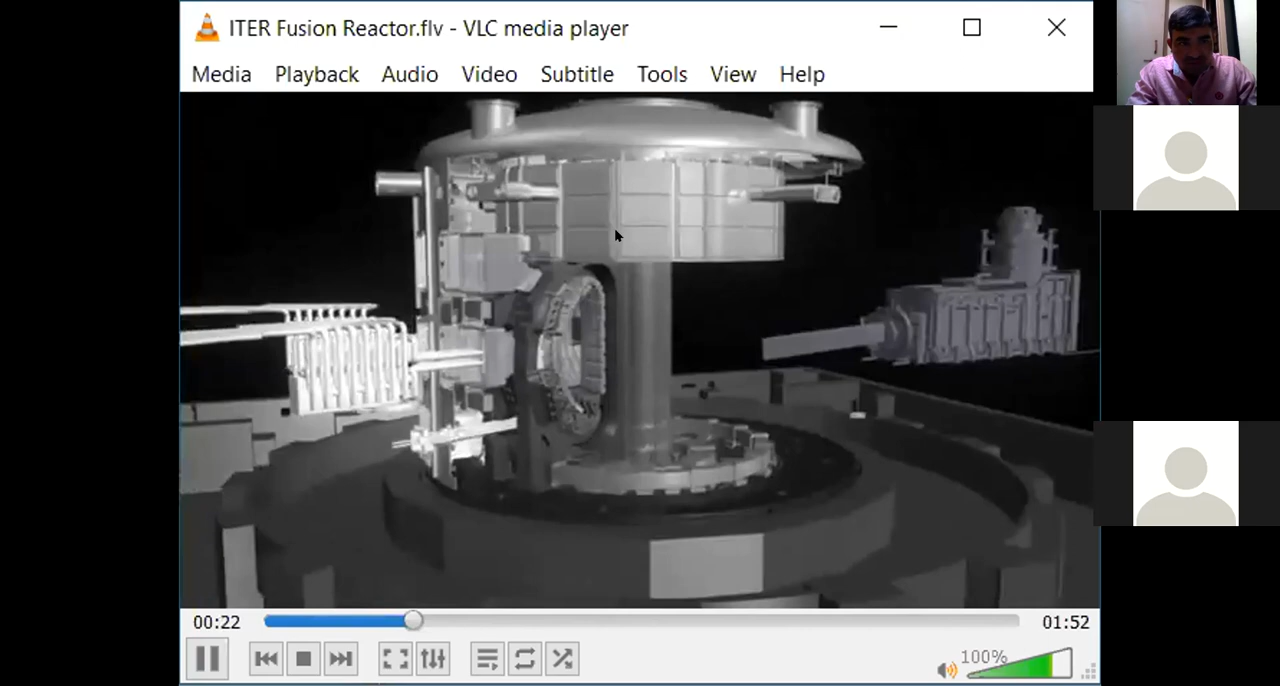 ITER Fusion Reactor.flv - VLC media player
Media Playback Audio Video Subtitle Tools View Help
00:22 01:52
100%